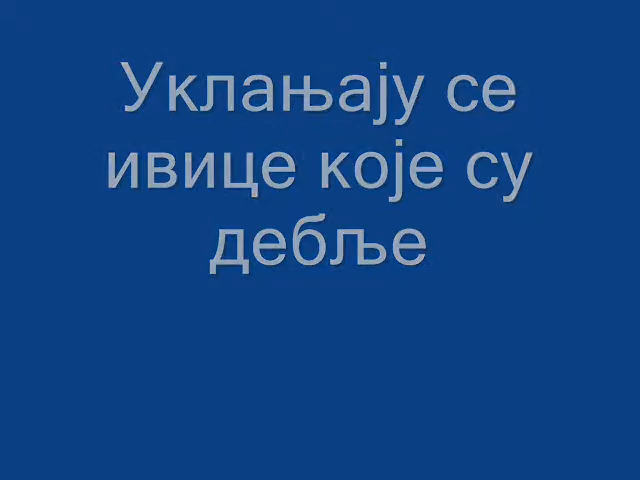 Уклањају се
ивице које су
дебље